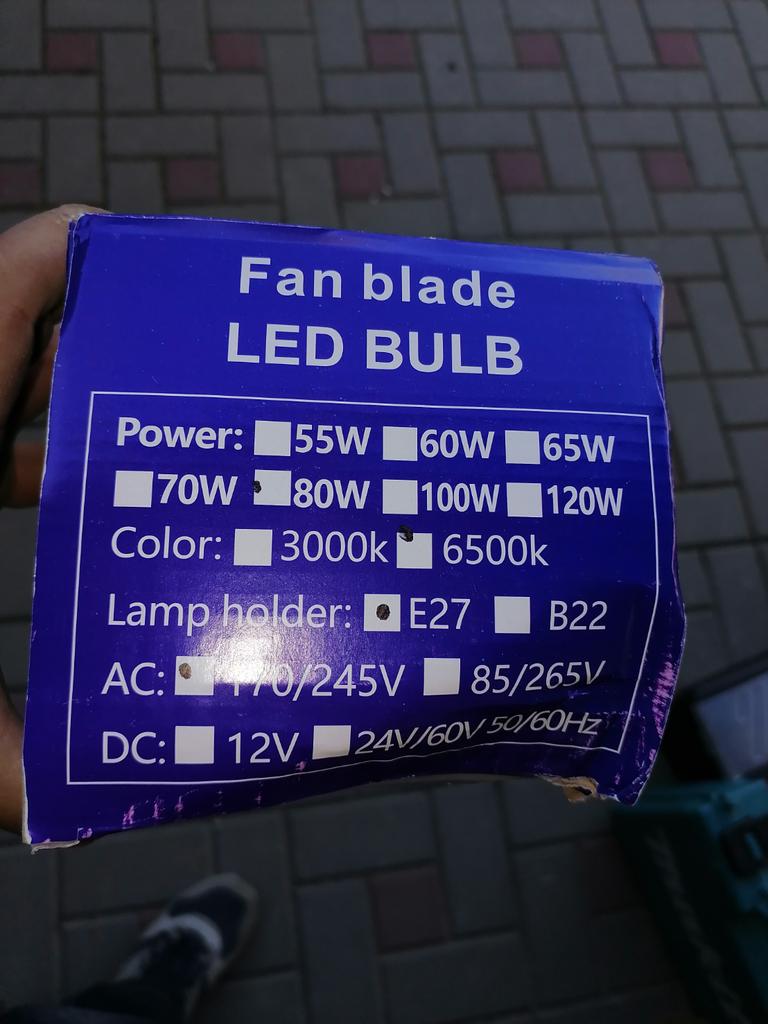 Fan blade
LED BULB
Power: 55W 60W 65W
70W 80W 100W 120W
Color: 3000k 6500k
Lamp holder: E27 B22
AC: 170/245V 85/265V
DC: 12V 24V/60V 50/60Hz